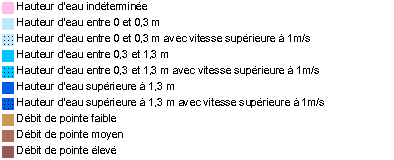 Hauteur d'eau indéterminée
Hauteur d'eau entre 0 et 0,3 m
Hauteur d'eau entre 0 et 0,3 m avec vitesse supérieure à 1m/s
Hauteur d'eau entre 0,3 et 1,3 m
Hauteur d'eau entre 0,3 et 1,3 m avec vitesse supérieure à 1m/s
Hauteur d'eau supérieure à 1,3 m
Hauteur d'eau supérieure à 1,3 m avec vitesse supérieure à 1m/s
Débit de pointe faible
Débit de pointe moyen
Débit de pointe élevé